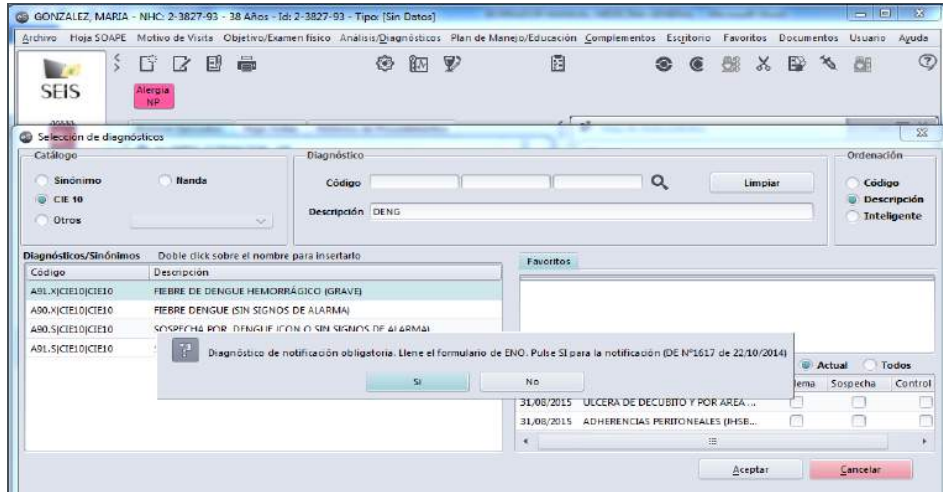 GONZALEZ, MARIA - NHC: 2-3827-93 - 38 Años - Id: 2-3827-93 - Tipo: [Sin Datos]
Archivo Hoja SOAPE Motivo de Visita Objetivo/Examen físico Análisis/Diagnósticos Plan de Manejo/Educación Complementos Escritorio Favoritos Documentos Usuario Ayuda
SEIS
Alergia
NP
Selección de diagnósticos
Catálogo
Sinónimo Nanda
CIE 10
Otros
Diagnóstico
Código Limpiar
Descripción DENG
Ordenación
Código
Descripción
Inteligente
Diagnósticos/Sinónimos Doble click sobre el nombre para insertarlo
Código Descripción
A91.X|CIE10|CIE10 FIEBRE DE DENGUE HEMORRÁGICO (GRAVE)
A90.X|CIE10|CIE10 FIEBRE DENGUE (SIN SIGNOS DE ALARMA)
A90.S|CIE10|CIE10 SOSPECHA POR DENGUE (CON O SIN SIGNOS DE ALARMA)
A91.S|CIE10|CIE10
Favoritos
Diagnóstico de notificación obligatoria. Llene el formulario de ENO. Pulse SI para la notificación (DE Nº1617 de 22/10/2014)
Si No
Actual Todos
lema Sospecha Control
31/08/2015 ULCERA DE DECUBITO Y POR AREA ...
31/08/2015 ADHERENCIAS PERITONEALES (IHSB...
Aceptar Cancelar